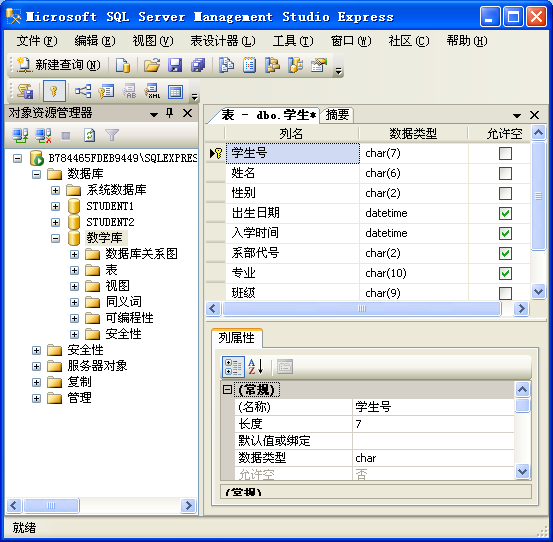 Microsoft SQL Server Management Studio Express
文件(F) 编辑(E) 视图(V) 表设计器(L) 工具(T) 窗口(W) 社区(C) 帮助(H)
新建查询(N)
对象资源管理器
B784465FDEB9449\SQLEXPRES
数据库
系统数据库
STUDENT1
STUDENT2
教学库
数据库关系图
表
视图
同义词
可编程性
安全性
安全性
服务器对象
复制
管理
表 - dbo.学生* 摘要
列名 数据类型 允许空
学生号 char(7)
姓名 char(6)
性别 char(2)
出生日期 datetime
入学时间 datetime
系部代号 char(2)
专业 char(10)
班级 char(9)
列属性
(常规)
(名称) 学生号
长度 7
默认值或绑定
数据类型 char
允许空 否
(常规)
就绪